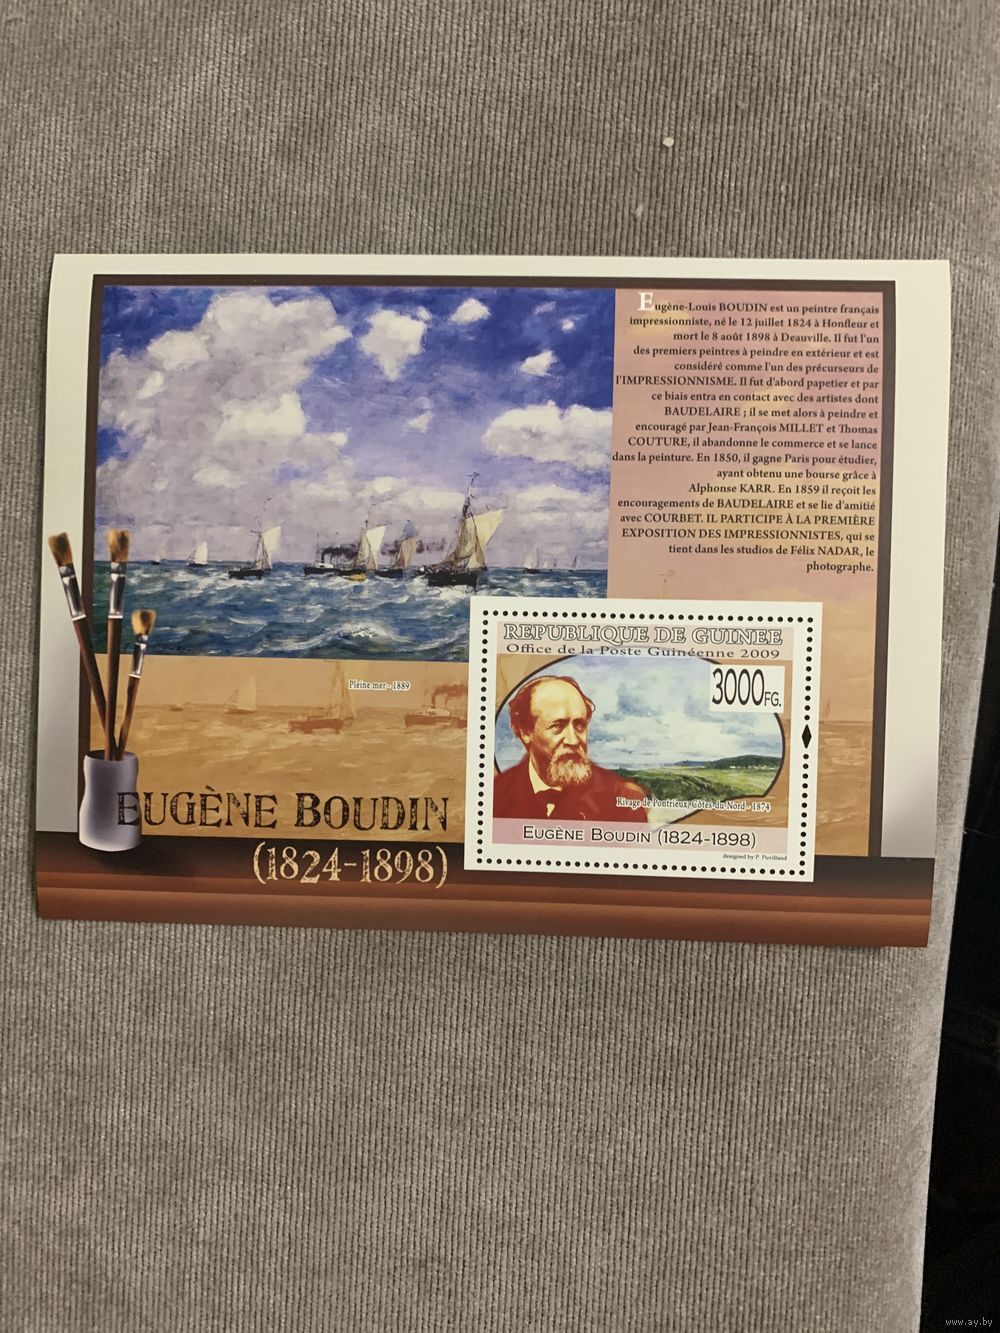 Eugène-Louis BOUDIN est un peintre français
impressionniste, né le 12 juillet 1824 à Honfleur et
mort le 8 août 1898 à Deauville. Il fut l'un
des premiers peintres à peindre en extérieur et est
considéré comme l'un des précurseurs de
l'IMPRESSIONNISME. Il fut d'abord papetier et par
ce biais entra en contact avec des artistes dont
BAUDELAIRE ; il se met alors à peindre et
encouragé par Jean-François MILLET et Thomas
COUTURE, il abandonne le commerce et se lance
dans la peinture. En 1850, il gagne Paris pour étudier,
ayant obtenu une bourse grâce à
Alphonse KARR. En 1859 il reçoit les
encouragements de BAUDELAIRE et se lie d'amitié
avec COURBET. IL PARTICIPE À LA PREMIÈRE
EXPOSITION DES IMPRESSIONNISTES, qui se
tient dans les studios de Félix NADAR, le
photographe.
Pleine mer - 1889
EUGÈNE BOUDIN
(1824-1898)
REPUBLIQUE DE GUINEE
Office de la Poste Guinéenne 2009
3000FG.
Rivage de Pontrieux, Côtes-du-Nord - 1874
EUGÈNE BOUDIN (1824-1898)
designed by P. Puvilland
www.ay.by